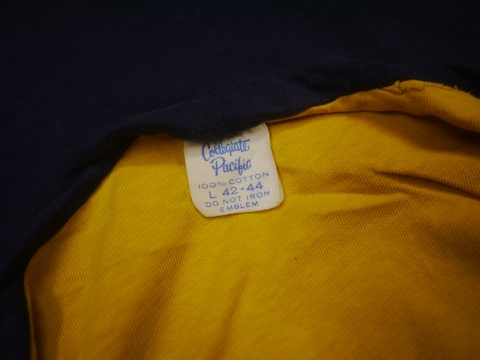 Collegiate
Pacific
100% COTTON
L 42-44
DO NOT IRON
EMBLEM